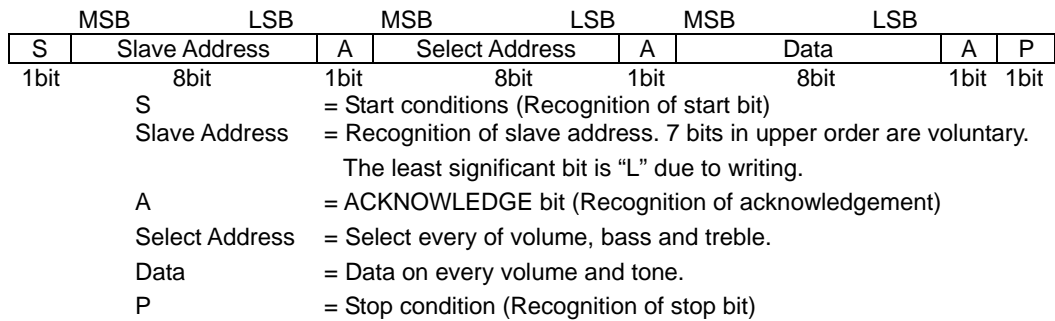 MSB LSB MSB LSB MSB LSB
S Slave Address A Select Address A Data A P
1bit 8bit 1bit 8bit 1bit 8bit 1bit 1bit
S = Start conditions (Recognition of start bit)
Slave Address = Recognition of slave address. 7 bits in upper order are voluntary.
The least significant bit is “L” due to writing.
A = ACKNOWLEDGE bit (Recognition of acknowledgement)
Select Address = Select every of volume, bass and treble.
Data = Data on every volume and tone.
P = Stop condition (Recognition of stop bit)